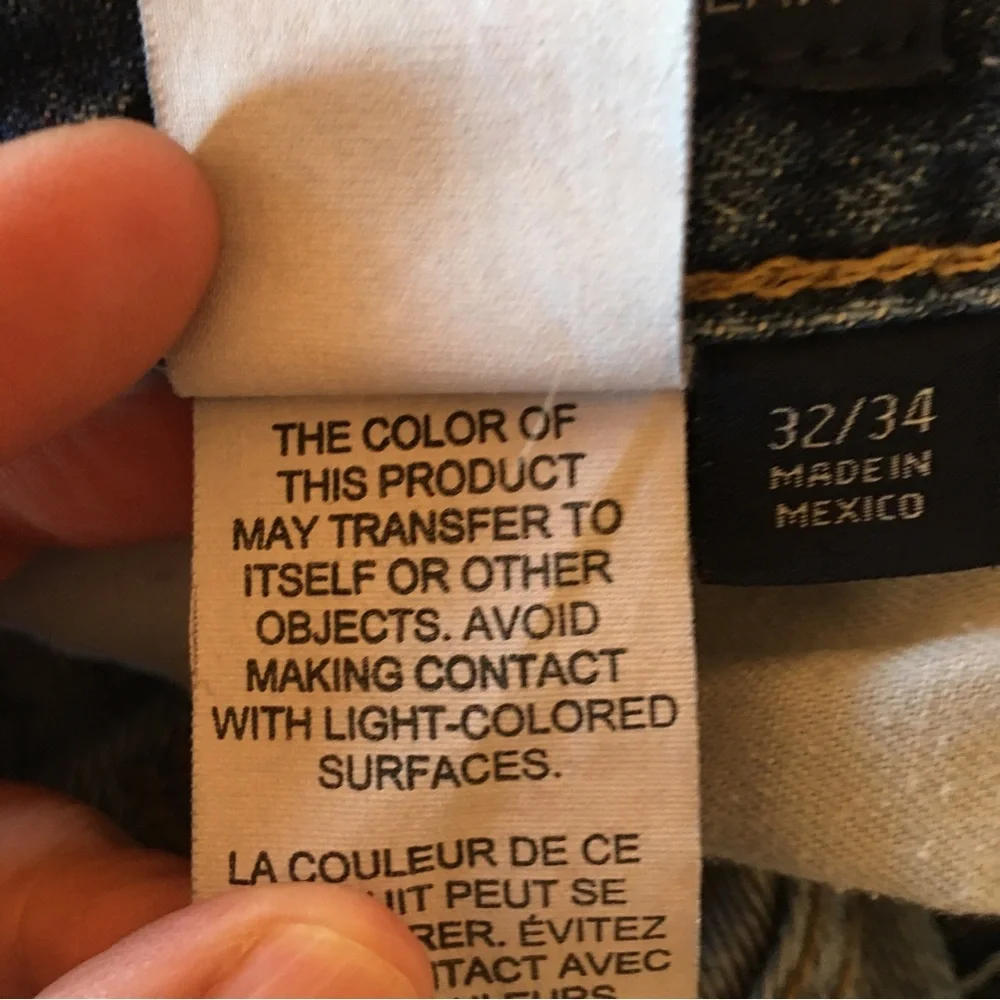 THE COLOR OF
THIS PRODUCT
MAY TRANSFER TO
ITSELF OR OTHER
OBJECTS. AVOID
MAKING CONTACT
WITH LIGHT-COLORED
SURFACES.
LA COULEUR DE CE
PEUT SE
ÉVITEZ
AVEC
32/34
MADE IN
MEXICO